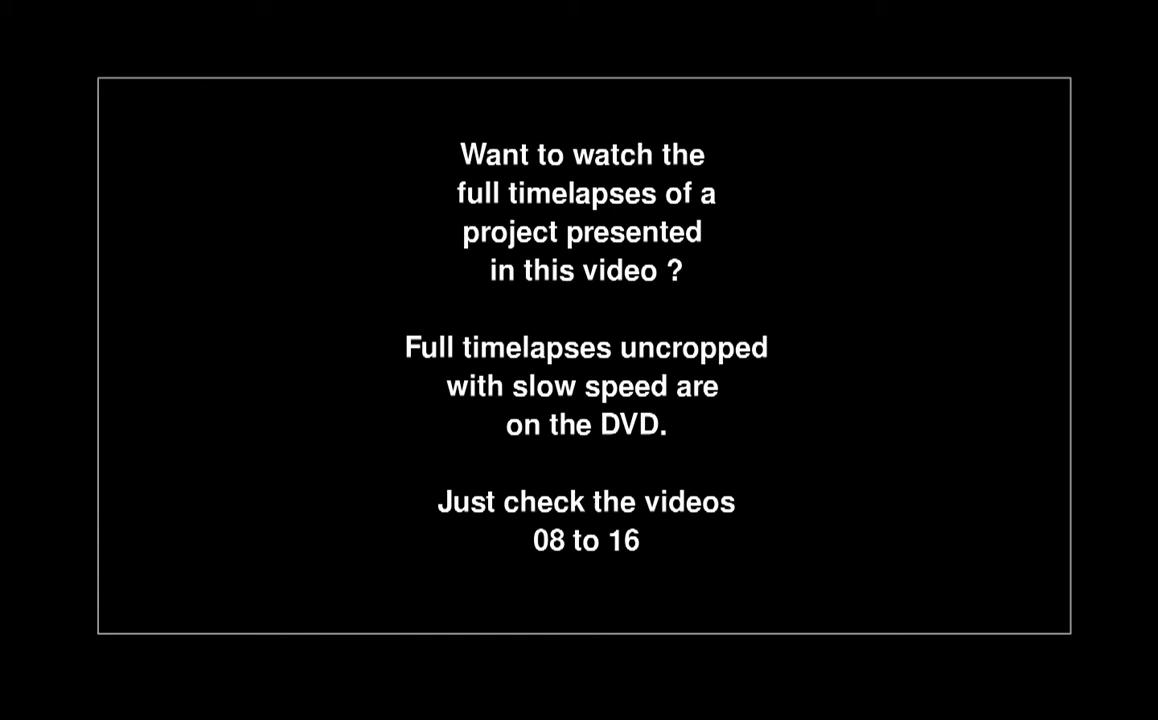 Want to watch the
full timelapses of a
project presented
in this video ?
Full timelapses uncropped
with slow speed are
on the DVD.
Just check the videos
08 to 16